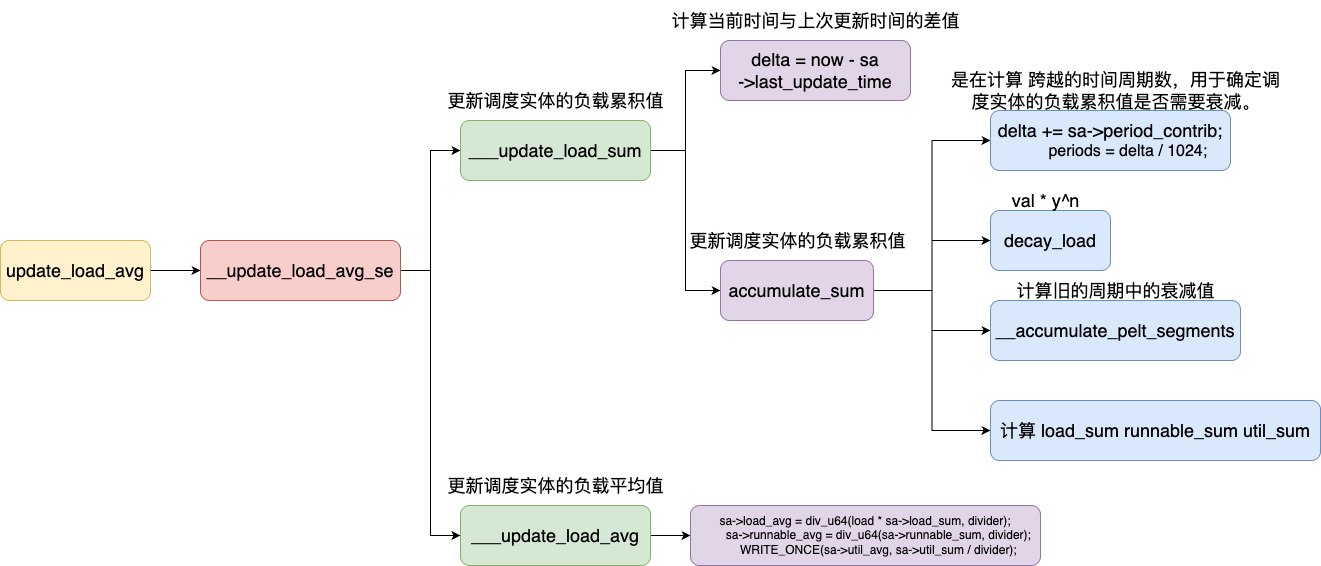 计算当前时间与上次更新时间的差值
delta = now - sa
->last_update_time
更新调度实体的负载累积值
___update_load_sum
是在计算 跨越的时间周期数，用于确定调
度实体的负载累积值是否需要衰减。
delta += sa->period_contrib;
periods = delta / 1024;
val * y^n
decay_load
更新调度实体的负载累积值
accumulate_sum
计算旧的周期中的衰减值
__accumulate_pelt_segments
计算 load_sum runnable_sum util_sum
update_load_avg
__update_load_avg_se
更新调度实体的负载平均值
___update_load_avg
sa->load_avg = div_u64(load * sa->load_sum, divider);
sa->runnable_avg = div_u64(sa->runnable_sum, divider);
WRITE_ONCE(sa->util_avg, sa->util_sum / divider);